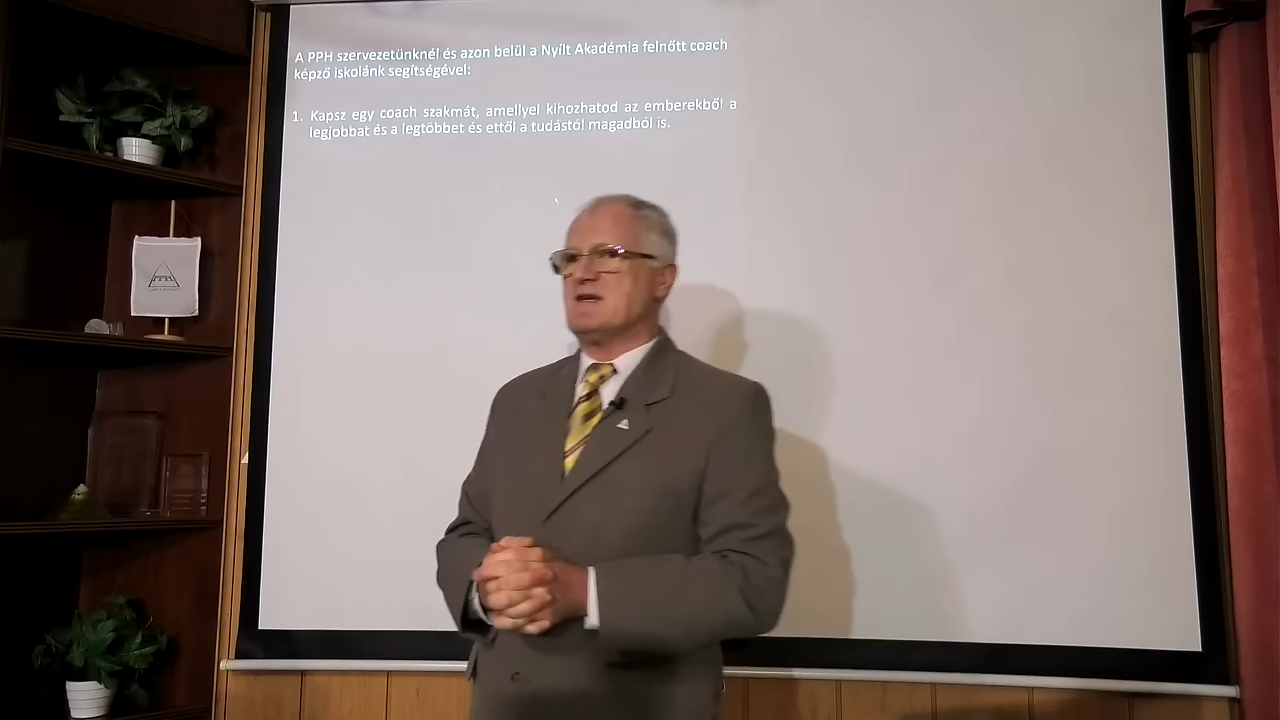 A PPH szervezetünknél és azon belül a Nyílt Akadémia felnőtt coach
képző iskolánk segítségével:
1. Kapsz egy coach szakmát, amellyel kihozhatod az emberekből a
legjobbat és a legtöbbet és ettől a tudástól magadból is.
PPH